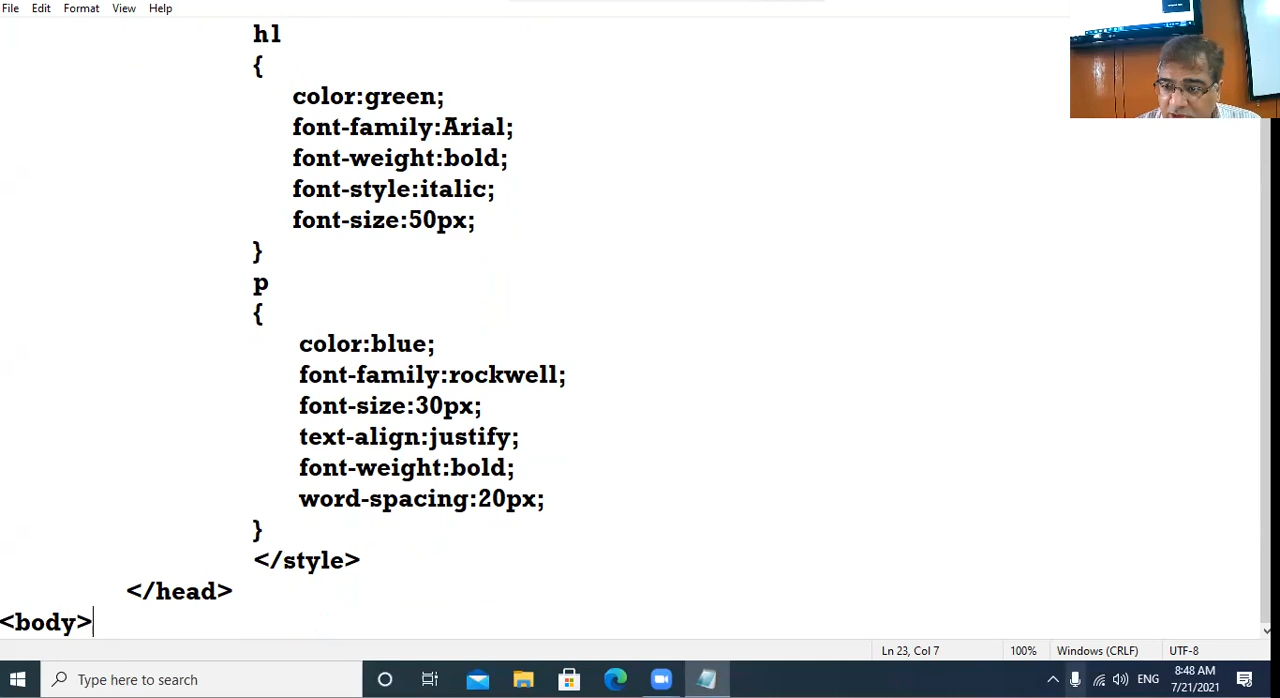 File Edit Format View Help
h1
{
color:green;
font-family:Arial;
font-weight:bold;
font-style:italic;
font-size:50px;
}
p
{
color:blue;
font-family:rockwell;
font-size:30px;
text-align:justify;
font-weight:bold;
word-spacing:20px;
}
</style>
</head>
<body>
Ln 23, Col 7 100% Windows (CRLF) UTF-8
Type here to search
ENG
8:48 AM
7/21/2021